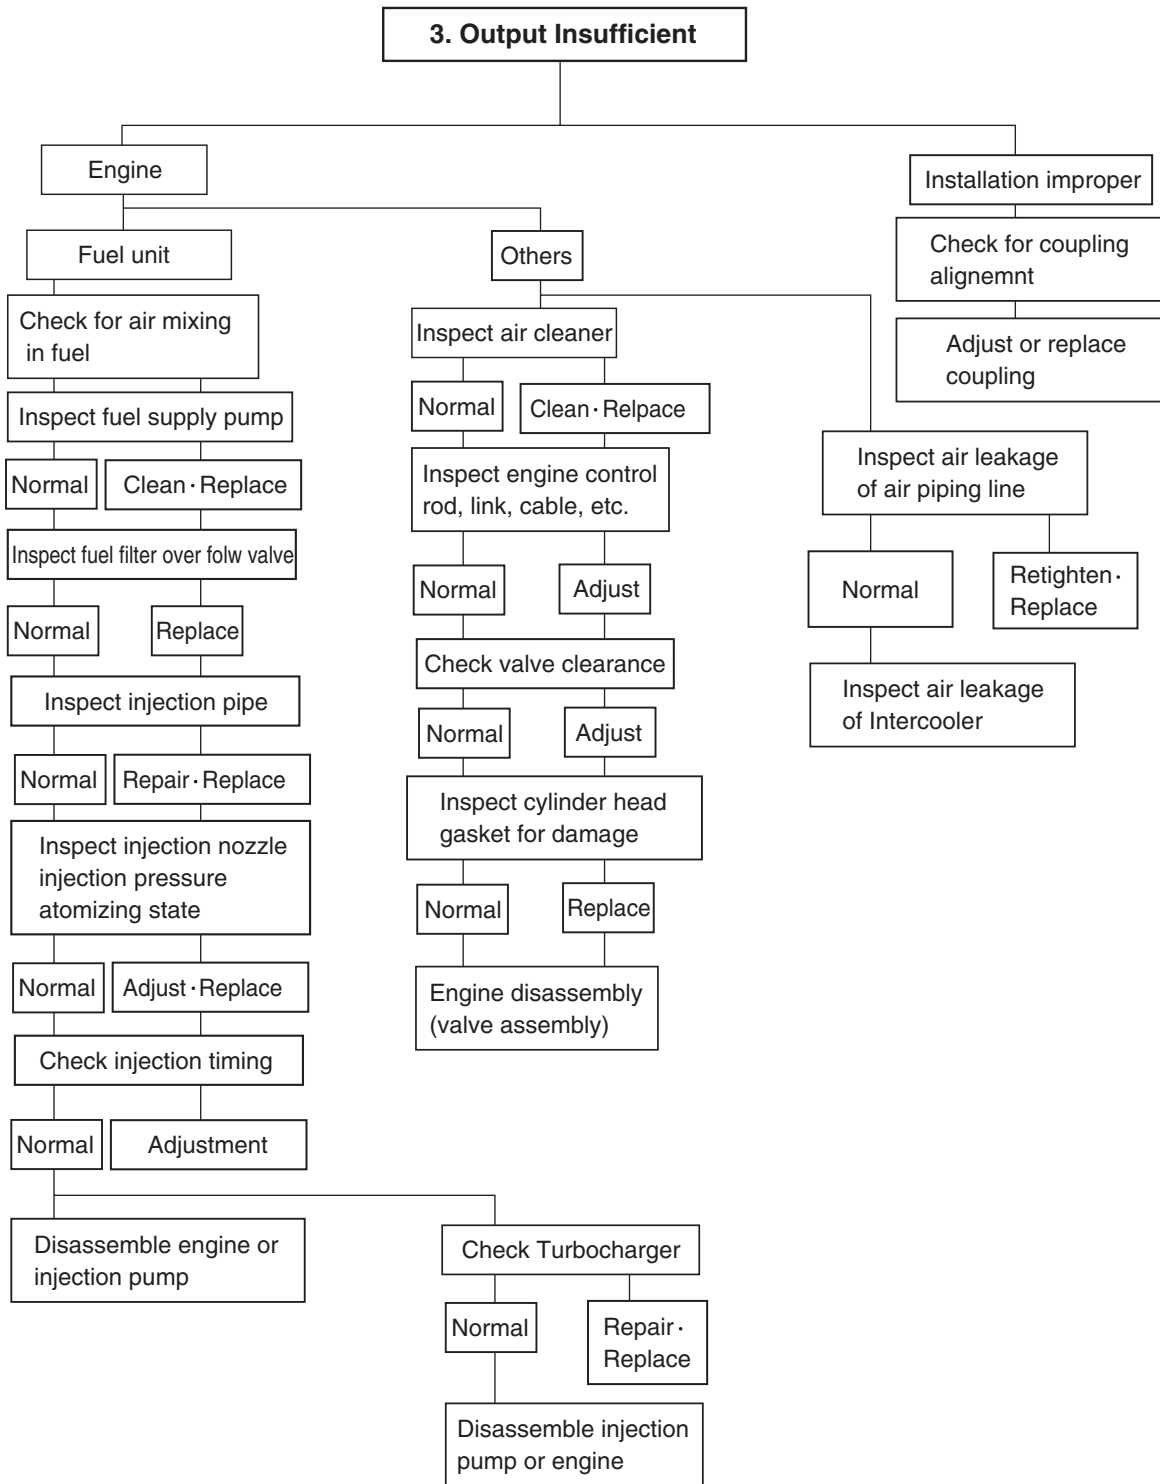 3. Output Insufficient
Engine
Fuel unit
Check for air mixing
in fuel
Inspect fuel supply pump
Normal
Clean·Replace
Inspect fuel filter over folw valve
Normal
Replace
Inspect injection pipe
Normal
Repair·Replace
Inspect injection nozzle
injection pressure
atomizing state
Normal
Adjust·Replace
Check injection timing
Normal
Adjustment
Disassemble engine or
injection pump
Check Turbocharger
Normal
Repair·
Replace
Disassemble injection
pump or engine
Others
Inspect air cleaner
Normal
Clean·Relpace
Inspect engine control
rod, link, cable, etc.
Normal
Adjust
Check valve clearance
Normal
Adjust
Inspect cylinder head
gasket for damage
Normal
Replace
Engine disassembly
(valve assembly)
Inspect air leakage
of air piping line
Normal
Retighten·
Replace
Inspect air leakage
of Intercooler
Installation improper
Check for coupling
alignemnt
Adjust or replace
coupling